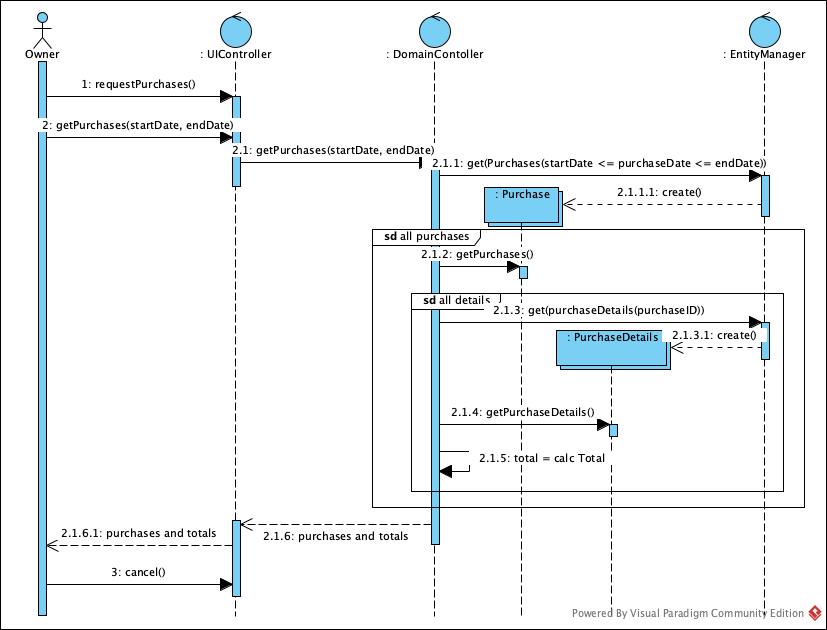 Owner
: UIController
: DomainContoller
: EntityManager
1: requestPurchases()
2: getPurchases(startDate, endDate)
2.1: getPurchases(startDate, endDate)
2.1.1: get(Purchases(startDate <= purchaseDate <= endDate))
: Purchase
2.1.1.1: create()
sd all purchases
2.1.2: getPurchases()
sd all details
2.1.3: get(purchaseDetails(purchaseID))
: PurchaseDetails
2.1.3.1: create()
2.1.4: getPurchaseDetails()
2.1.5: total = calc Total
2.1.6.1: purchases and totals
2.1.6: purchases and totals
3: cancel()
Powered By Visual Paradigm Community Edition